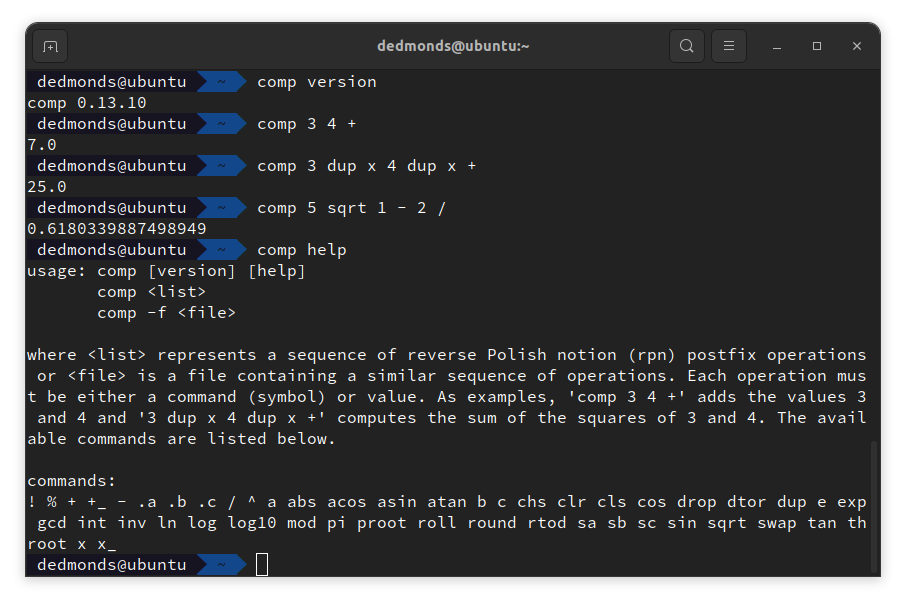 dedmonds@ubuntu:~
dedmonds@ubuntu ~ comp version
comp 0.13.10
dedmonds@ubuntu ~ comp 3 4 +
7.0
dedmonds@ubuntu ~ comp 3 dup x 4 dup x +
25.0
dedmonds@ubuntu ~ comp 5 sqrt 1 - 2 /
0.6180339887498949
dedmonds@ubuntu ~ comp help
usage: comp [version] [help]
       comp <list>
       comp -f <file>

where <list> represents a sequence of reverse Polish notion (rpn) postfix operations
 or <file> is a file containing a similar sequence of operations. Each operation mus
t be either a command (symbol) or value. As examples, 'comp 3 4 +' adds the values 3
 and 4 and '3 dup x 4 dup x +' computes the sum of the squares of 3 and 4. The avail
able commands are listed below.

commands:
! % + +_ - .a .b .c / ^ a abs acos asin atan b c chs clr cls cos drop dtor dup e exp
 gcd int inv ln log log10 mod pi proot roll round rtod sa sb sc sin sqrt swap tan th
root x x_
dedmonds@ubuntu ~